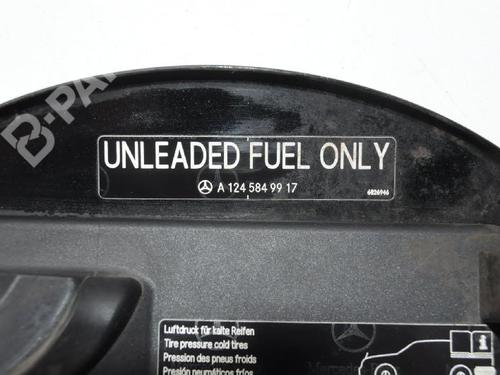 B-PA
UNLEADED FUEL ONLY
A 124 584 99 17
6826946
Luftdruck für kalte Reifen
Tire pressure cold tires
Pression des pneus froids
Presión neumáticos fríos
i